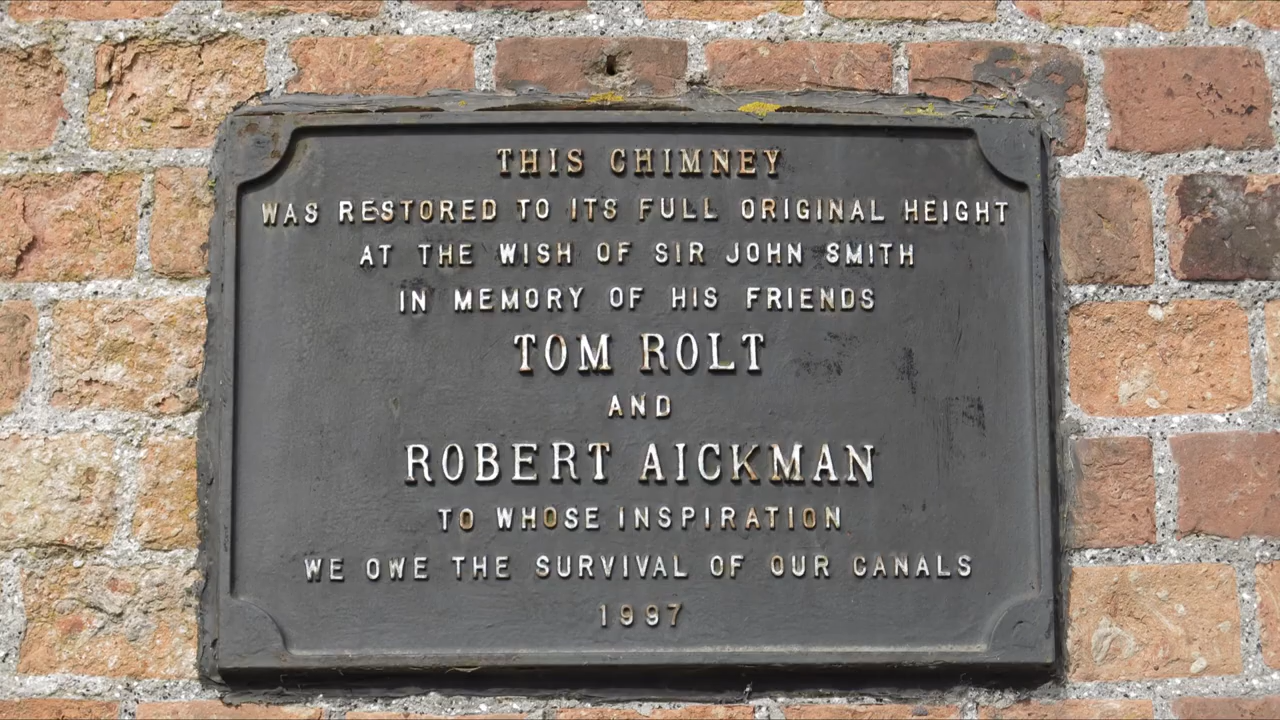 THIS CHIMNEY
WAS RESTORED TO ITS FULL ORIGINAL HEIGHT
AT THE WISH OF SIR JOHN SMITH
IN MEMORY OF HIS FRIENDS
TOM ROLT
AND
ROBERT AICKMAN
TO WHOSE INSPIRATION
WE OWE THE SURVIVAL OF OUR CANALS
1997